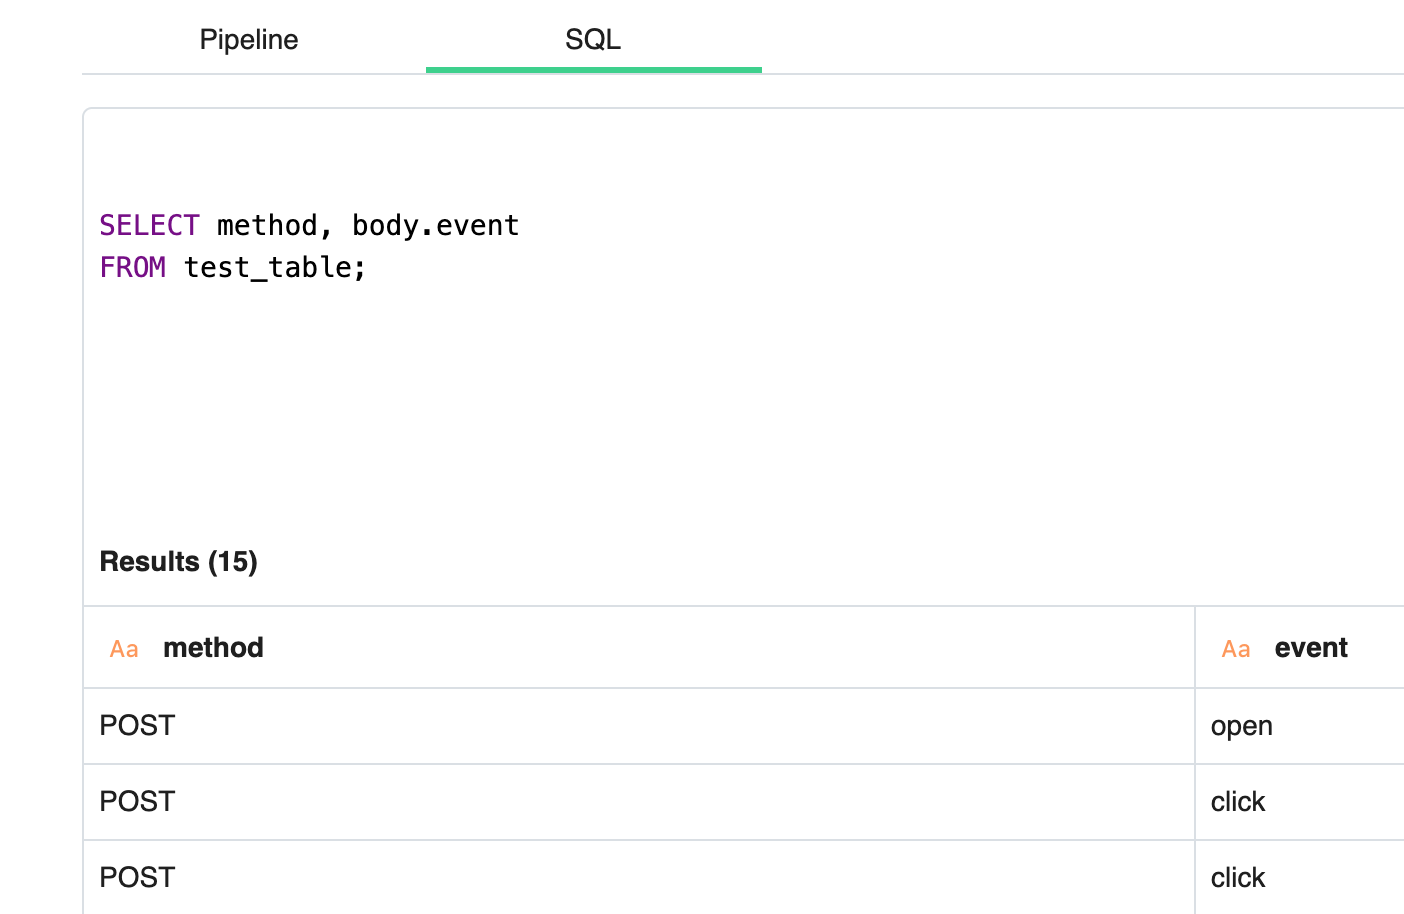 Pipeline SQL
SELECT method, body.event
FROM test_table;
Results (15)
Aa method Aa event
POST open
POST click
POST click